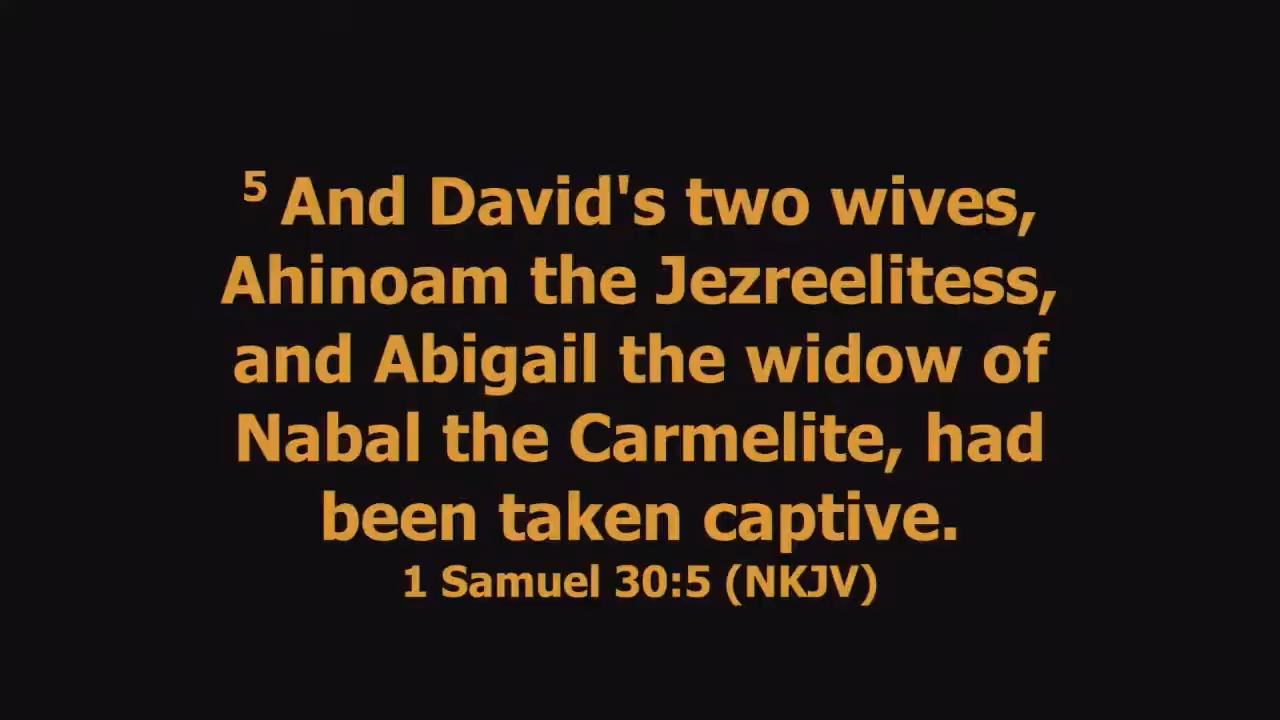 5 And David's two wives,
Ahinoam the Jezreelitess,
and Abigail the widow of
Nabal the Carmelite, had
been taken captive.
1 Samuel 30:5 (NKJV)